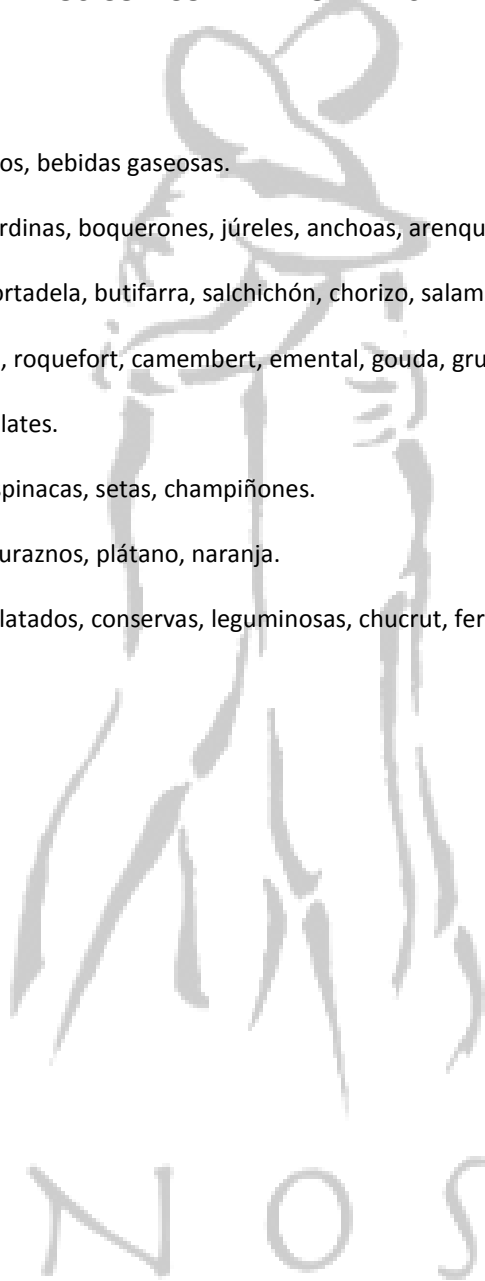 os, bebidas gaseosas.
rdinas, boquerones, júreles, anchoas, arenqu
ortadela, butifarra, salchichón, chorizo, salam
, roquefort, camembert, emental, gouda, gru
lates.
spinacas, setas, champiñones.
uraznos, plátano, naranja.
latados, conservas, leguminosas, chucrut, fer
N O S